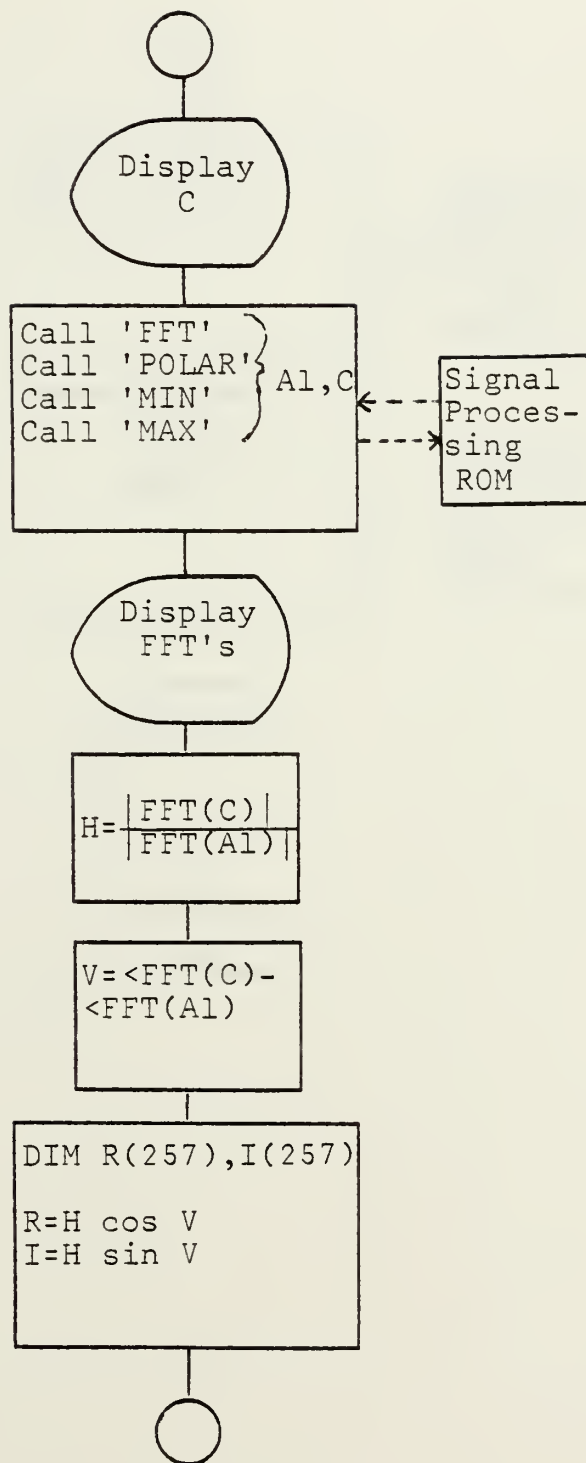 Display
C
Call 'FFT'
Call 'POLAR'
Call 'MIN'
Call 'MAX'
A1,C
Signal
Proces-
sing
ROM
Display
FFT's
H=|FFT(C)|
|FFT(A1)|
V=<FFT(C)-
<FFT(A1)
DIM R(257),I(257)
R=H cos V
I=H sin V